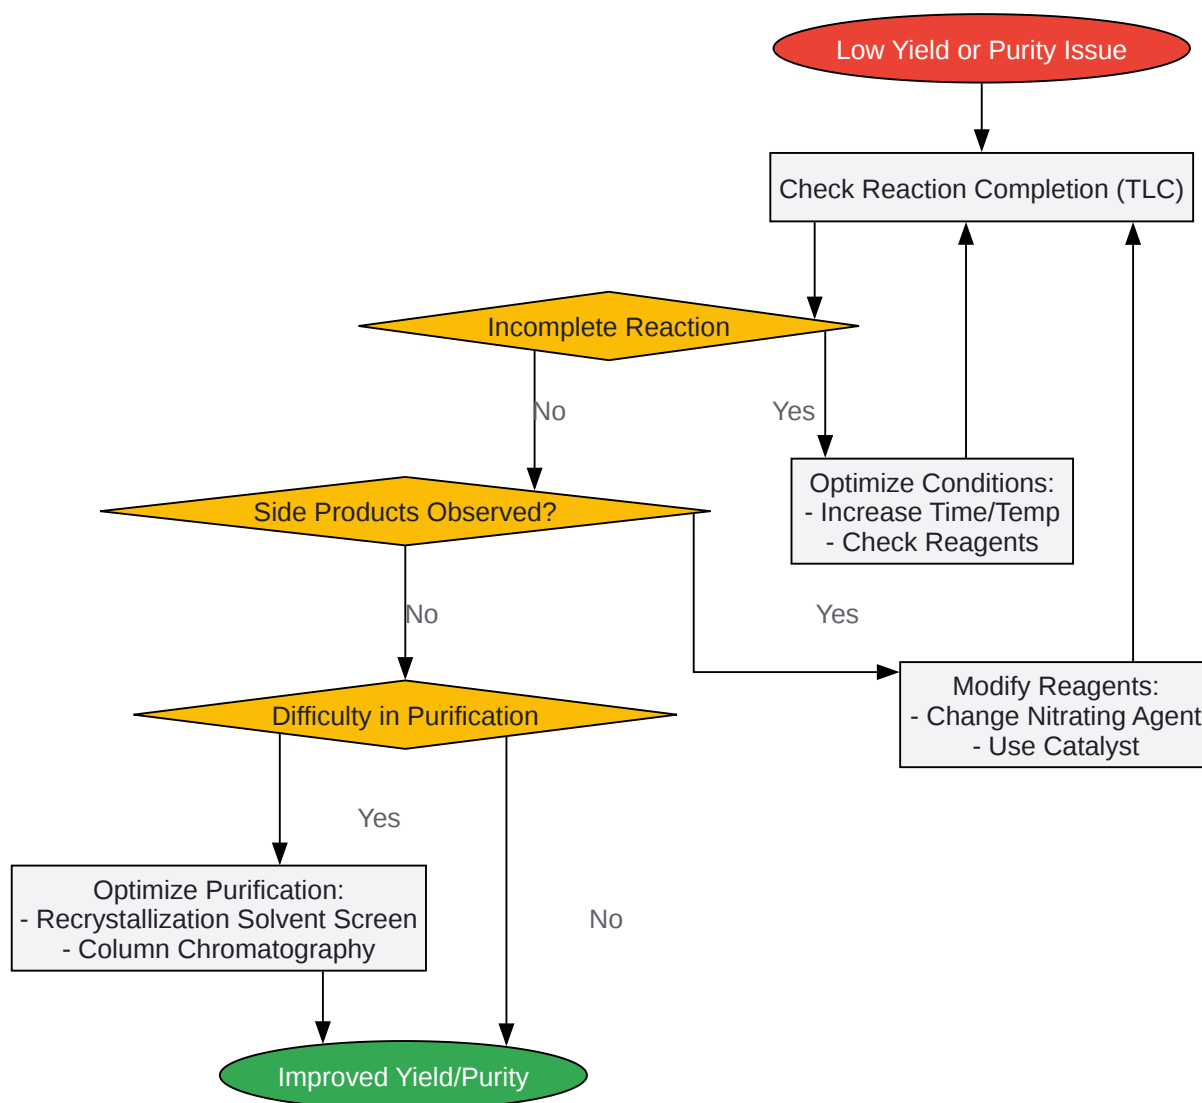 Low Yield or Purity Issue
Check Reaction Completion (TLC)
Incomplete Reaction
No
Yes
Optimize Conditions:
- Increase Time/Temp
- Check Reagents
Side Products Observed?
No
Yes
Modify Reagents:
- Change Nitrating Agent
- Use Catalyst
Difficulty in Purification
Yes
No
Optimize Purification:
- Recrystallization Solvent Screen
- Column Chromatography
Improved Yield/Purity